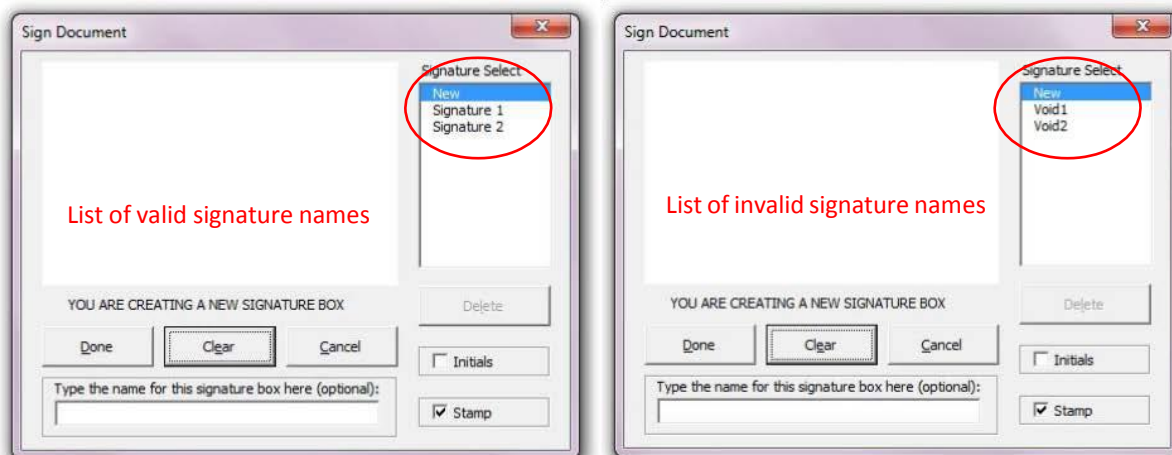 Sign Document
Signature Select
New
Signature 1
Signature 2
List of valid signature names
YOU ARE CREATING A NEW SIGNATURE BOX
Delete
Done
Clear
Cancel
Initials
Type the name for this signature box here (optional):
Stamp
Sign Document
Signature Select
New
Void1
Void2
List of invalid signature names
YOU ARE CREATING A NEW SIGNATURE BOX
Delete
Done
Clear
Cancel
Initials
Type the name for this signature box here (optional):
Stamp